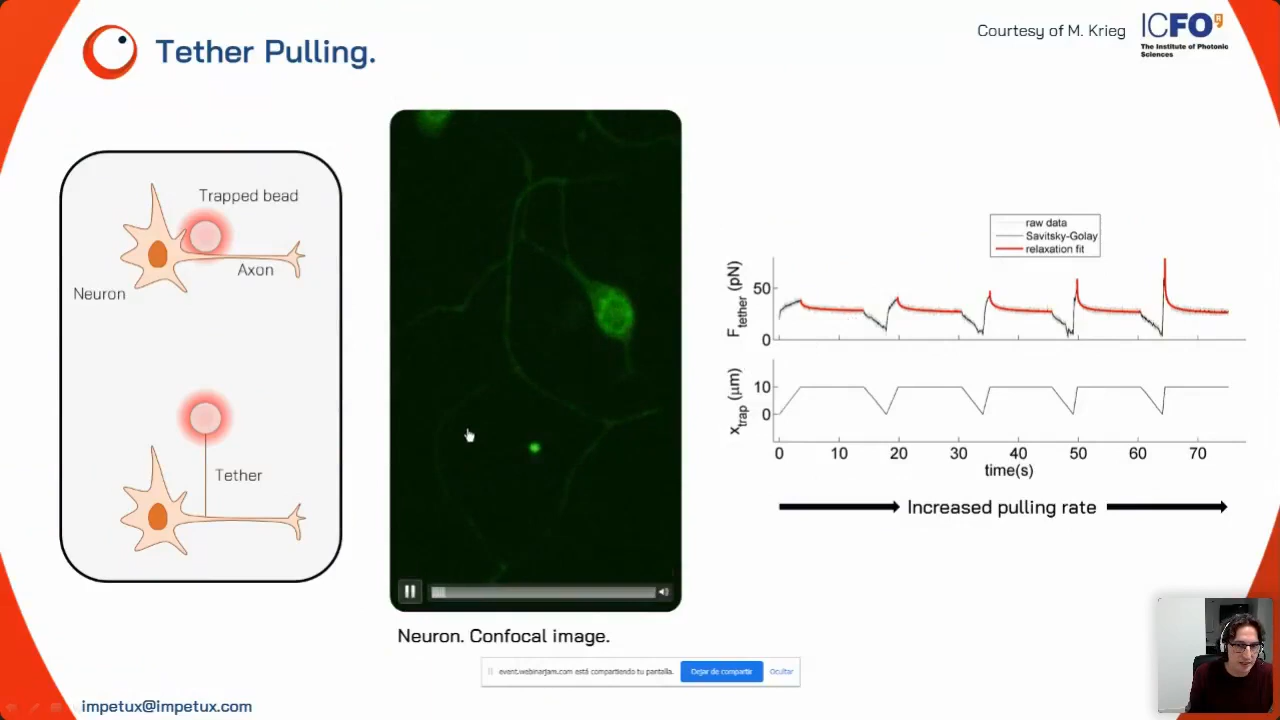 Tether Pulling.
Courtesy of M. Krieg
ICFO
The Institute of Photonic
Sciences
Trapped bead
Axon
Neuron
Tether
Neuron. Confocal image.
raw data
Savitsky-Golay
relaxation fit
F tether (pN)
50
0
x trap (μm)
10
0
0 10 20 30 40 50 60 70
time(s)
Increased pulling rate
event.webinarjam.com está compartiendo tu pantalla.
Dejar de compartir
Ocultar
impetux@impetux.com